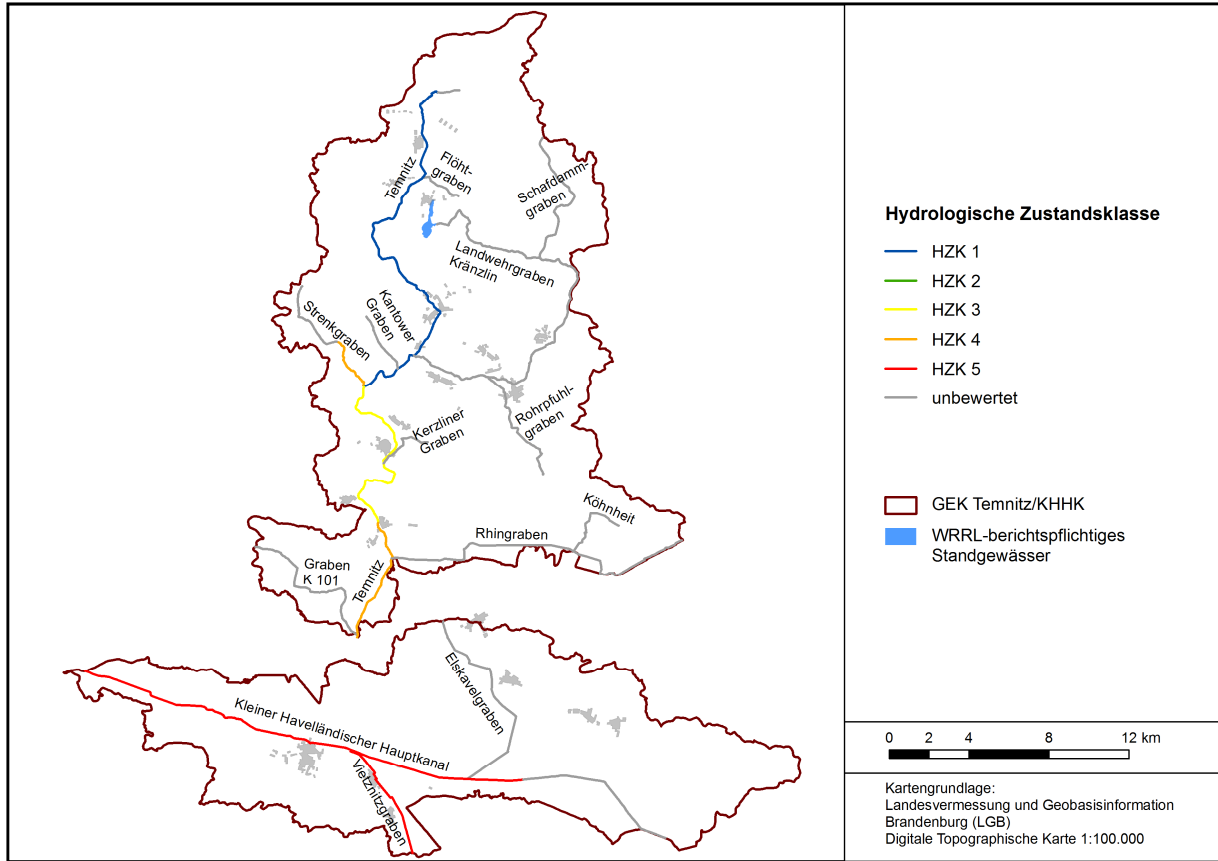 Temnitz
Flöht-
graben
Schafdamm-
graben
Landwehrgraben
Kränzlin
Kantower
Graben
Strenkgraben
Kerzliner
Graben
Rohrpfuhl-
graben
Köhnheit
Rhingraben
Graben
K 101
Temnitz
Elskavelgraben
Kleiner Havelländischer Hauptkanal
Vietznitzgraben
Hydrologische Zustandsklasse
HZK 1
HZK 2
HZK 3
HZK 4
HZK 5
unbewertet
GEK Temnitz/KHHK
WRRL-berichtspflichtiges
Standgewässer
0 2 4 8 12 km
Kartengrundlage:
Landesvermessung und Geobasisinformation
Brandenburg (LGB)
Digitale Topographische Karte 1:100.000